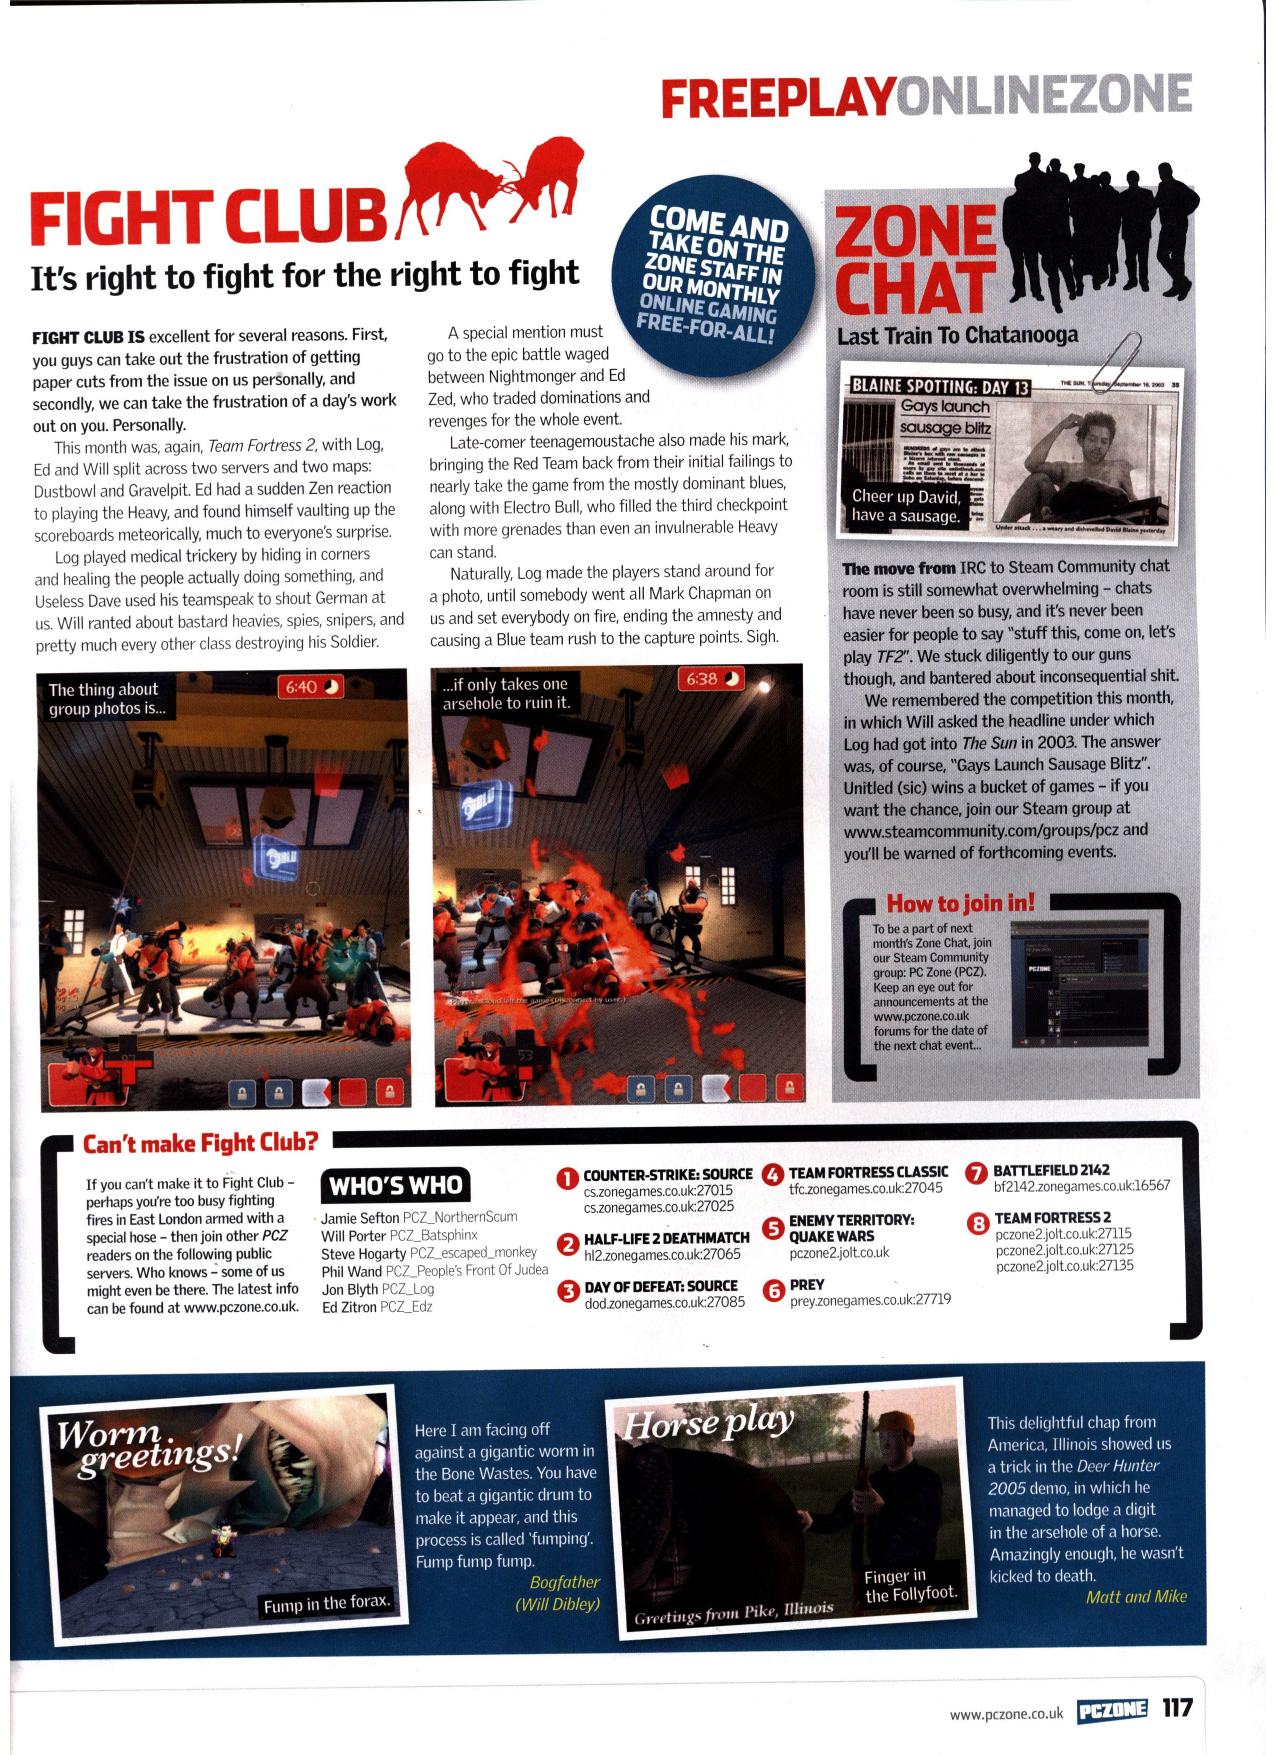 FREEPLAYONLINEZONE
FIGHT CLUB
It's right to fight for the right to fight
COME AND
TAKE ON THE
ZONE STAFF IN
OUR MONTHLY
ONLINE GAMING
FREE-FOR-ALL!
FIGHT CLUB IS excellent for several reasons. First,
you guys can take out the frustration of getting
paper cuts from the issue on us personally, and
secondly, we can take the frustration of a day's work
out on you. Personally.
This month was, again, Team Fortress 2, with Log,
Ed and Will split across two servers and two maps:
Dustbowl and Gravelpit. Ed had a sudden Zen reaction
to playing the Heavy, and found himself vaulting up the
scoreboards meteorically, much to everyone's surprise.
Log played medical trickery by hiding in corners
and healing the people actually doing something, and
Useless Dave used his teamspeak to shout German at
us. Will ranted about bastard heavies, spies, snipers, and
pretty much every other class destroying his Soldier.
A special mention must
go to the epic battle waged
between Nightmonger and Ed
Zed, who traded dominations and
revenges for the whole event.
Late-comer teenagemoustache also made his mark,
bringing the Red Team back from their initial failings to
nearly take the game from the mostly dominant blues,
along with Electro Bull, who filled the third checkpoint
with more grenades than even an invulnerable Heavy
can stand.
Naturally, Log made the players stand around for
a photo, until somebody went all Mark Chapman on
us and set everybody on fire, ending the amnesty and
causing a Blue team rush to the capture points. Sigh.
The thing about
group photos is...
6:40
BLU
...if only takes one
arsehole to ruin it.
6:38
BLU
53
ZONE
CHAT
Last Train To Chatanooga
BLAINE SPOTTING: DAY 13
THE SUN, Thursday, September 18, 2003 35
Gays launch
sausage blitz
Cheer up David,
have a sausage.
Under attack . . . a weary and dishevelled David Blaine yesterday
The move from IRC to Steam Community chat
room is still somewhat overwhelming – chats
have never been so busy, and it's never been
easier for people to say "stuff this, come on, let's
play TF2". We stuck diligently to our guns
though, and bantered about inconsequential shit.
We remembered the competition this month,
in which Will asked the headline under which
Log had got into The Sun in 2003. The answer
was, of course, "Gays Launch Sausage Blitz".
Unitled (sic) wins a bucket of games – if you
want the chance, join our Steam group at
www.steamcommunity.com/groups/pcz and
you'll be warned of forthcoming events.
How to join in!
To be a part of next
month's Zone Chat, join
our Steam Community
group: PC Zone (PCZ).
Keep an eye out for
announcements at the
www.pczone.co.uk
forums for the date of
the next chat event...
PCZONE
Can't make Fight Club?
If you can't make it to Fight Club –
perhaps you're too busy fighting
fires in East London armed with a
special hose – then join other PCZ
readers on the following public
servers. Who knows – some of us
might even be there. The latest info
can be found at www.pczone.co.uk.
WHO'S WHO
Jamie Sefton PCZ_NorthernScum
Will Porter PCZ_Batsphinx
Steve Hogarty PCZ_escaped_monkey
Phil Wand PCZ_People's Front Of Judea
Jon Blyth PCZ_Log
Ed Zitron PCZ_Edz
1 COUNTER-STRIKE: SOURCE
cs.zonegames.co.uk:27015
cs.zonegames.co.uk:27025
2 HALF-LIFE 2 DEATHMATCH
hl2.zonegames.co.uk:27065
3 DAY OF DEFEAT: SOURCE
dod.zonegames.co.uk:27085
4 TEAM FORTRESS CLASSIC
tfc.zonegames.co.uk:27045
5 ENEMY TERRITORY:
QUAKE WARS
pczone2.jolt.co.uk
6 PREY
prey.zonegames.co.uk:27719
7 BATTLEFIELD 2142
bf2142.zonegames.co.uk:16567
8 TEAM FORTRESS 2
pczone2.jolt.co.uk:27115
pczone2.jolt.co.uk:27125
pczone2.jolt.co.uk:27135
Worm
greetings!
Fump in the forax.
Here I am facing off
against a gigantic worm in
the Bone Wastes. You have
to beat a gigantic drum to
make it appear, and this
process is called 'fumping'.
Fump fump fump.
Bogfather
(Will Dibley)
Horse play
Finger in
the Follyfoot.
Greetings from Pike, Illinois
This delightful chap from
America, Illinois showed us
a trick in the Deer Hunter
2005 demo, in which he
managed to lodge a digit
in the arsehole of a horse.
Amazingly enough, he wasn't
kicked to death.
Matt and Mike
www.pczone.co.uk PCZONE 117